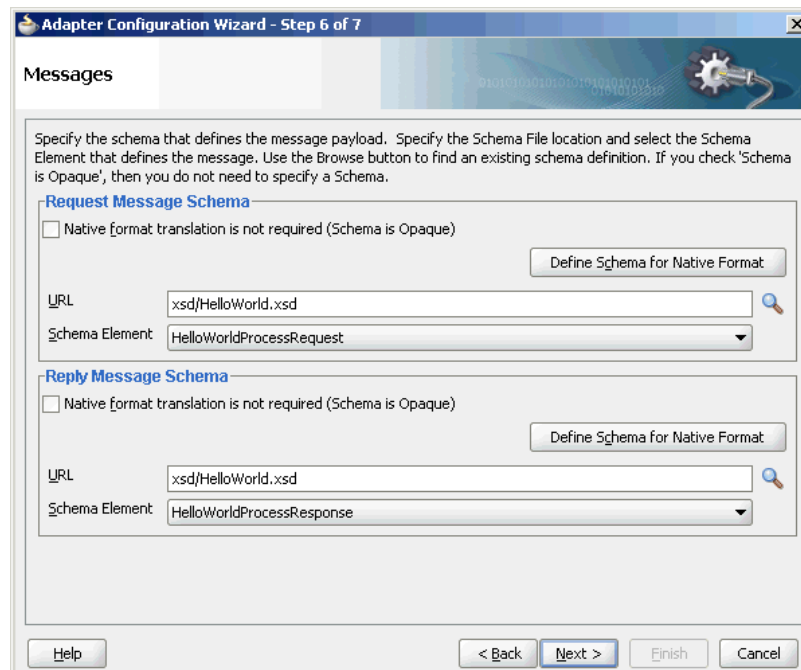 Adapter Configuration Wizard - Step 6 of 7
Messages
Specify the schema that defines the message payload. Specify the Schema File location and select the Schema
Element that defines the message. Use the Browse button to find an existing schema definition. If you check 'Schema
is Opaque', then you do not need to specify a Schema.
Request Message Schema
Native format translation is not required (Schema is Opaque)
Define Schema for Native Format
URL xsd/HelloWorld.xsd
Schema Element HelloWorldProcessRequest
Reply Message Schema
Native format translation is not required (Schema is Opaque)
Define Schema for Native Format
URL xsd/HelloWorld.xsd
Schema Element HelloWorldProcessResponse
Help < Back Next > Finish Cancel